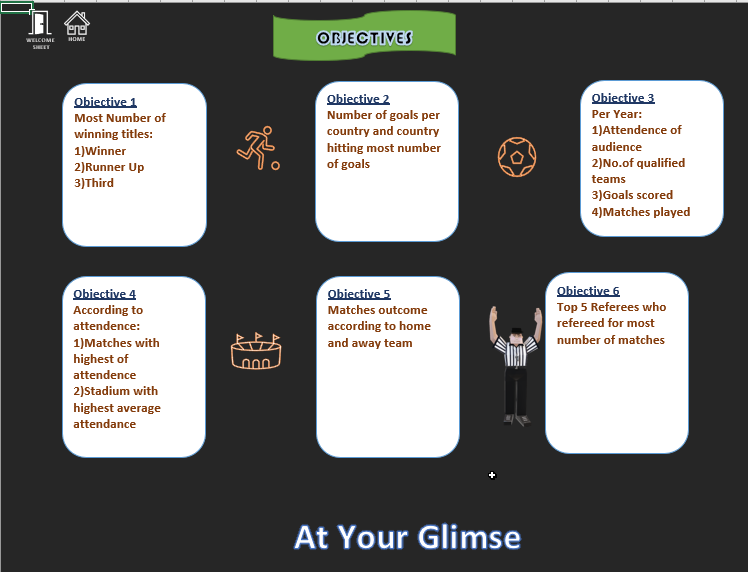 WELCOME
SHEET
HOME
OBJECTIVES
Objective 1
Most Number of
winning titles:
1)Winner
2)Runner Up
3)Third
Objective 2
Number of goals per
country and country
hitting most number
of goals
Objective 3
Per Year:
1)Attendence of
audience
2)No.of qualified
teams
3)Goals scored
4)Matches played
Objective 4
According to
attendence:
1)Matches with
highest of
attendence
2)Stadium with
highest average
attendance
Objective 5
Matches outcome
according to home
and away team
Objective 6
Top 5 Referees who
refereed for most
number of matches
At Your Glimse